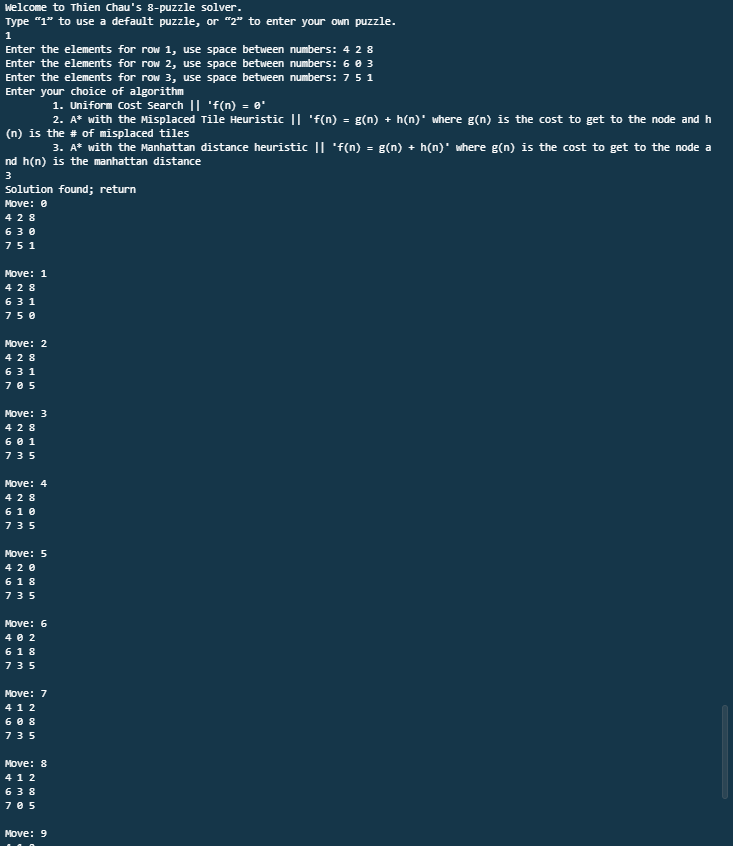 Welcome to Thien Chau's 8-puzzle solver.
Type “1” to use a default puzzle, or “2” to enter your own puzzle.
1
Enter the elements for row 1, use space between numbers: 4 2 8
Enter the elements for row 2, use space between numbers: 6 0 3
Enter the elements for row 3, use space between numbers: 7 5 1
Enter your choice of algorithm
1. Uniform Cost Search || 'f(n) = 0'
2. A* with the Misplaced Tile Heuristic || 'f(n) = g(n) + h(n)' where g(n) is the cost to get to the node and h
(n) is the # of misplaced tiles
3. A* with the Manhattan distance heuristic || 'f(n) = g(n) + h(n)' where g(n) is the cost to get to the node a
nd h(n) is the manhattan distance
3
Solution found; return
Move: 0
4 2 8
6 3 0
7 5 1
Move: 1
4 2 8
6 3 1
7 5 0
Move: 2
4 2 8
6 3 1
7 0 5
Move: 3
4 2 8
6 0 1
7 3 5
Move: 4
4 2 8
6 1 0
7 3 5
Move: 5
4 2 0
6 1 8
7 3 5
Move: 6
4 0 2
6 1 8
7 3 5
Move: 7
4 1 2
6 0 8
7 3 5
Move: 8
4 1 2
6 3 8
7 0 5
Move: 9